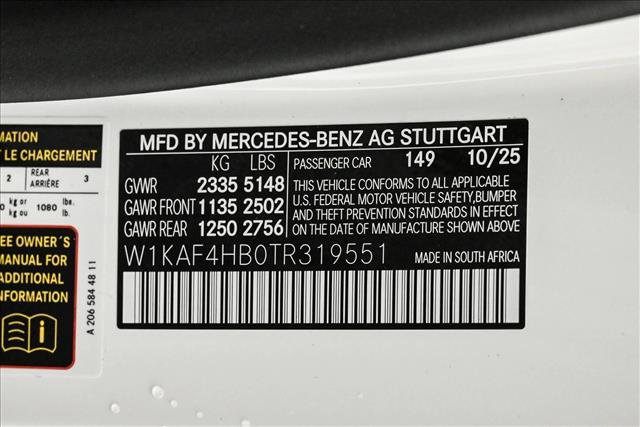 MFD BY MERCEDES-BENZ AG STUTTGART
KG LBS
GVWR 2335 5148
GAWR FRONT 1135 2502
GAWR REAR 1250 2756
PASSENGER CAR 149 10/25
THIS VEHICLE CONFORMS TO ALL APPLICABLE
U.S. FEDERAL MOTOR VEHICLE SAFETY,BUMPER
AND THEFT PREVENTION STANDARDS IN EFFECT
ON THE DATE OF MANUFACTURE SHOWN ABOVE.
W1KAF4HB0TR319551
MADE IN SOUTH AFRICA
LE CHARGEMENT
2 REAR 3
ARRIÈRE
kg or 1080 lbs.
kg ou lb.
OWNER´S
MANUAL FOR
ADDITIONAL
INFORMATION
A 206 584 48 11